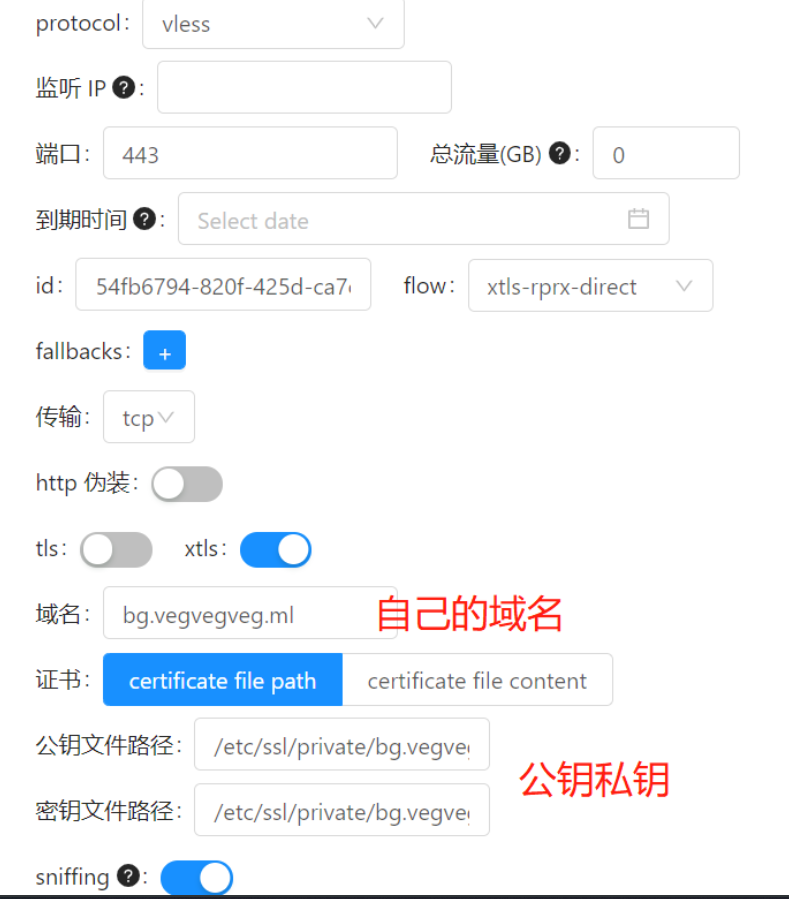 protocol: vless
监听 IP ?:
端口: 443 总流量(GB) ?: 0
到期时间 ?: Select date
id: 54fb6794-820f-425d-ca7 flow: xtls-rprx-direct
fallbacks: +
传输: tcp
http 伪装:
tls: xtls:
域名: bg.vegvegveg.ml 自己的域名
证书: certificate file path certificate file content
公钥文件路径: /etc/ssl/private/bg.vegve
公钥私钥
密钥文件路径: /etc/ssl/private/bg.vegve
sniffing ?: